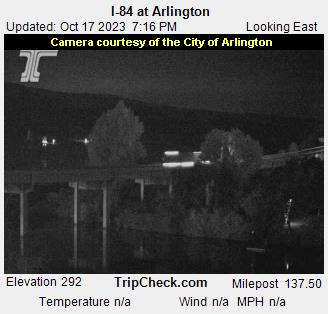 I-84 at Arlington
Updated: Oct 17 2023 7:16 PM Looking East
Camera courtesy of the City of Arlington
Elevation 292 TripCheck.com Milepost 137.50
Temperature n/a Wind n/a MPH n/a